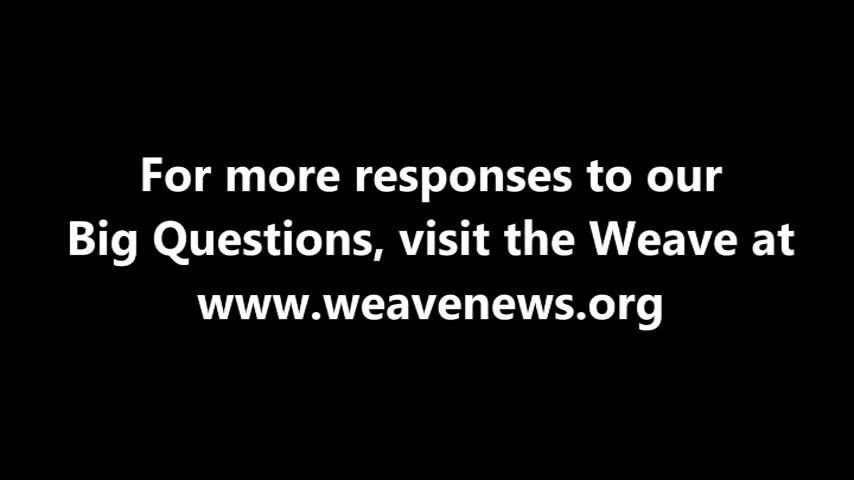 For more responses to our
Big Questions, visit the Weave at
www.weavenews.org